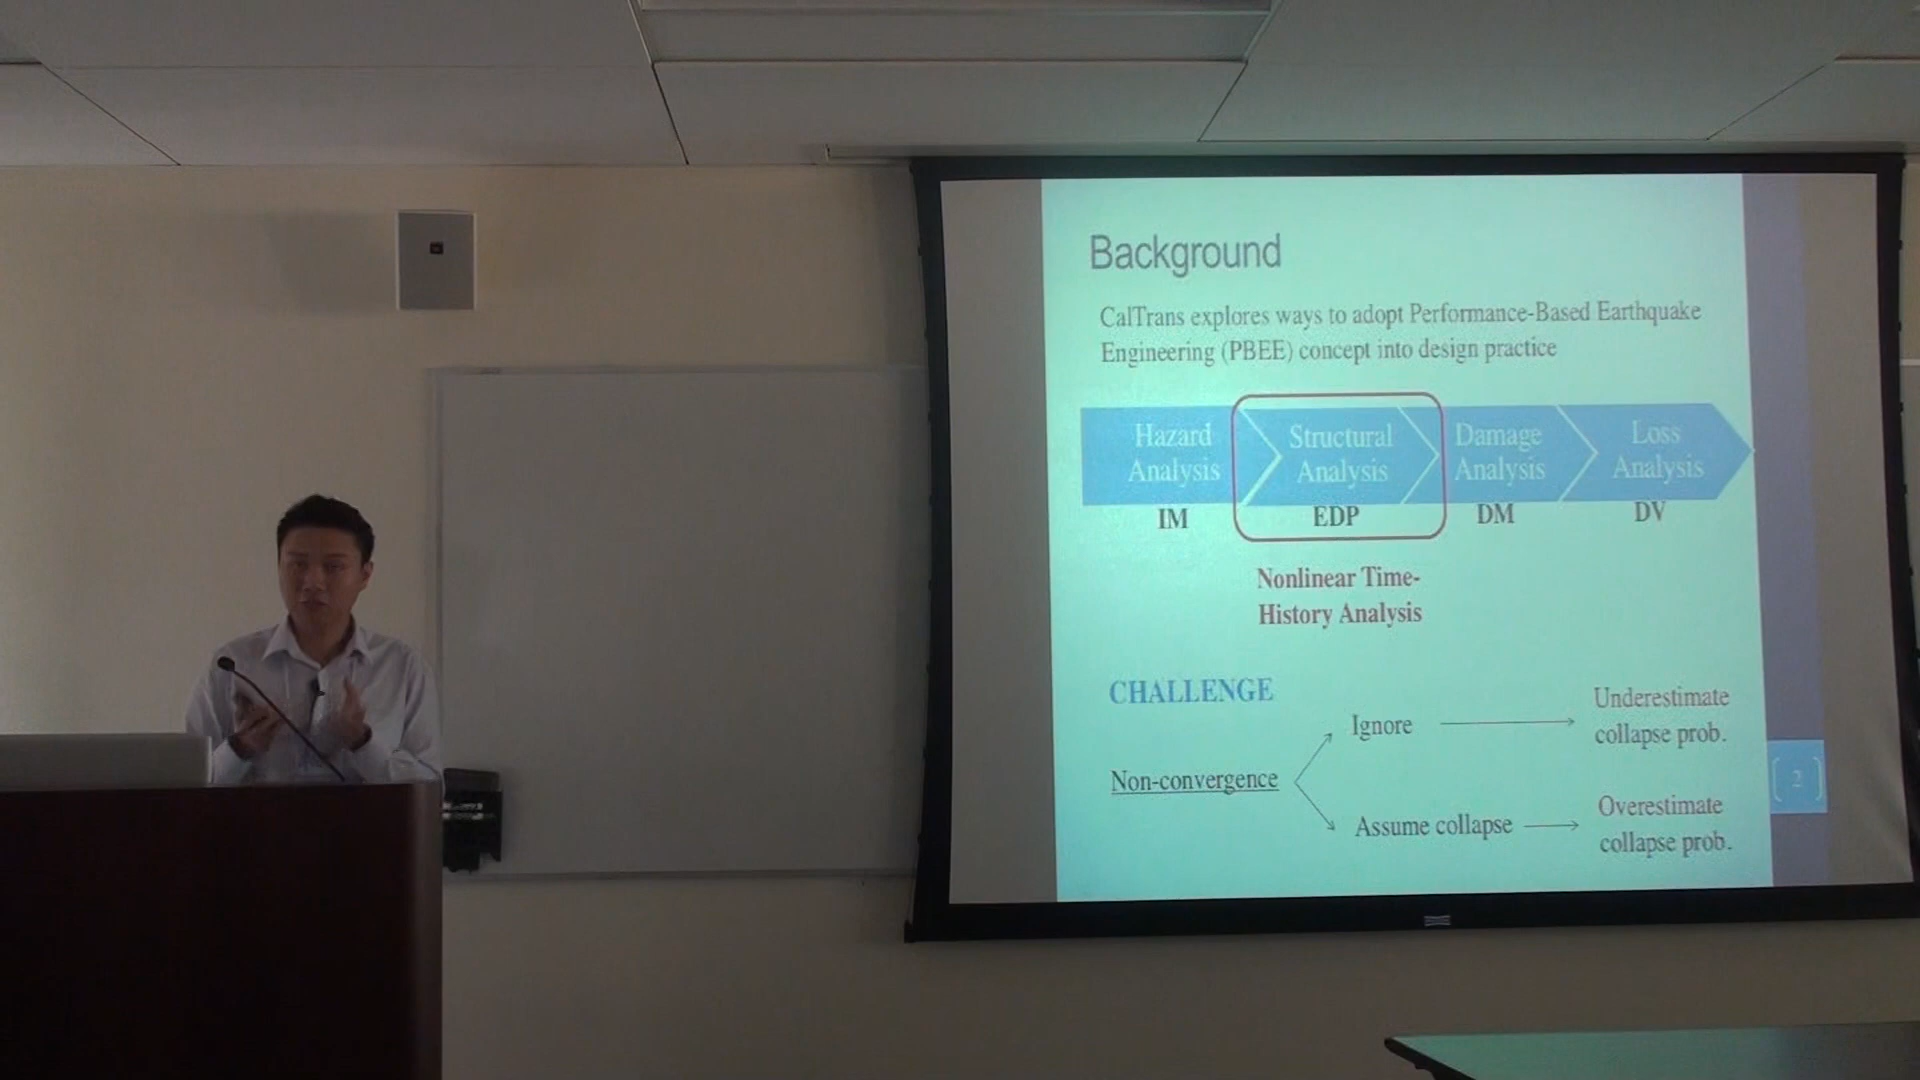 Background
CalTrans explores ways to adopt Performance-Based Earthquake
Engineering (PBEE) concept into design practice
Hazard
Analysis
Structural
Analysis
Damage
Analysis
Loss
Analysis
IM
EDP
DM
DV
Nonlinear Time-
History Analysis
CHALLENGE
Non-convergence
Ignore
Underestimate
collapse prob.
Assume collapse
Overestimate
collapse prob.
2